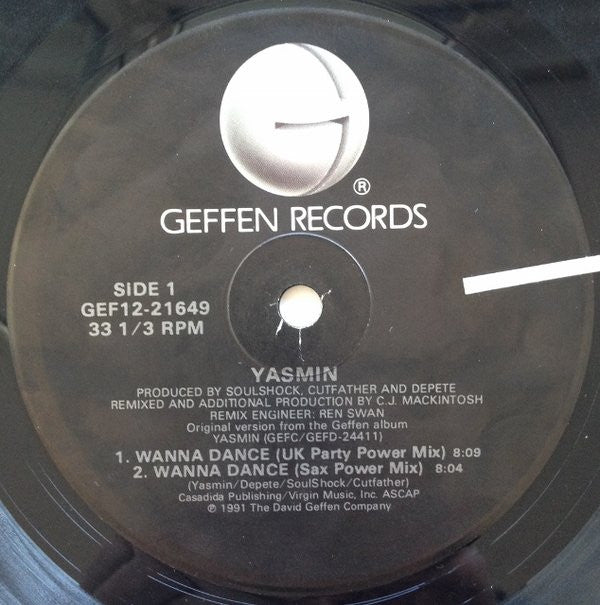 ®
GEFFEN RECORDS
SIDE 1
GEF12-21649
33 1/3 RPM
YASMIN
PRODUCED BY SOULSHOCK, CUTFATHER AND DEPETE
REMIXED AND ADDITIONAL PRODUCTION BY C.J. MACKINTOSH
REMIX ENGINEER: REN SWAN
Original version from the Geffen album
YASMIN (GEFC/GEFD-24411)
1. WANNA DANCE (UK Party Power Mix) 8:09
2. WANNA DANCE (Sax Power Mix) 8:04
(Yasmin/Depete/SoulShock/Cutfather)
Casadida Publishing/Virgin Music, Inc. ASCAP
℗ 1991 The David Geffen Company